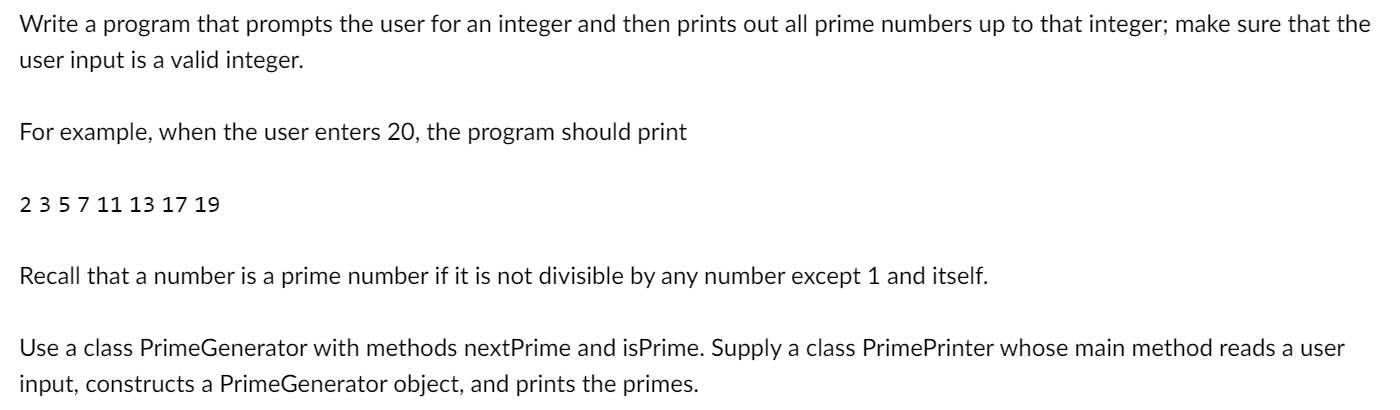 Write a program that prompts the user for an integer and then prints out all prime numbers up to that integer; make sure that the
user input is a valid integer.
For example, when the user enters 20, the program should print
2 3 5 7 11 13 17 19
Recall that a number is a prime number if it is not divisible by any number except 1 and itself.
Use a class PrimeGenerator with methods nextPrime and isPrime. Supply a class PrimePrinter whose main method reads a user
input, constructs a PrimeGenerator object, and prints the primes.